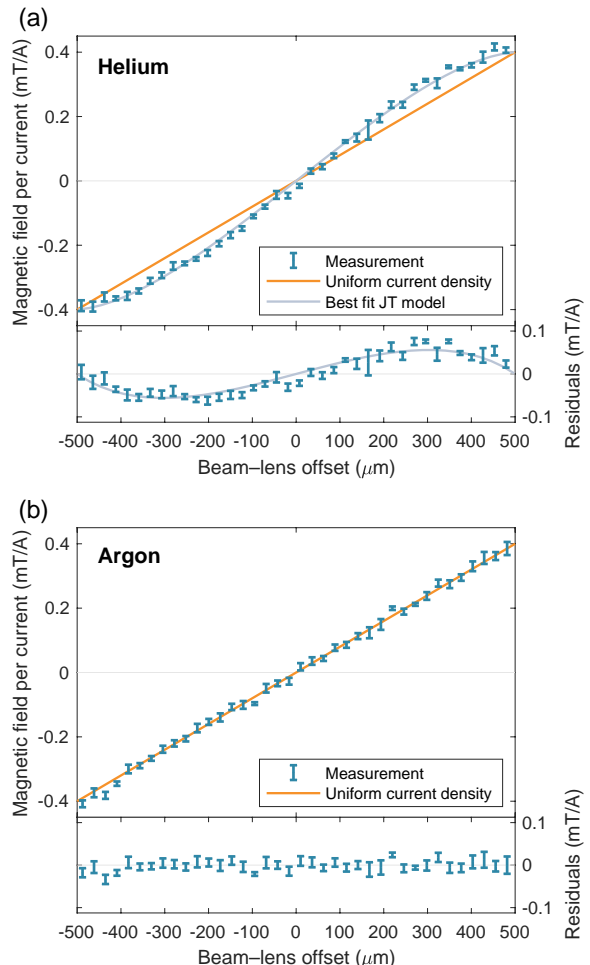 (a)
Helium
Magnetic field per current (mT/A)
0.4
0.2
0
-0.2
-0.4
Measurement
Uniform current density
Best fit JT model
0.1
0
-0.1
Residuals (mT/A)
-500 -400 -300 -200 -100 0 100 200 300 400 500
Beam–lens offset (μm)
(b)
Argon
Magnetic field per current (mT/A)
0.4
0.2
0
-0.2
-0.4
Measurement
Uniform current density
0.1
0
-0.1
Residuals (mT/A)
-500 -400 -300 -200 -100 0 100 200 300 400 500
Beam–lens offset (μm)